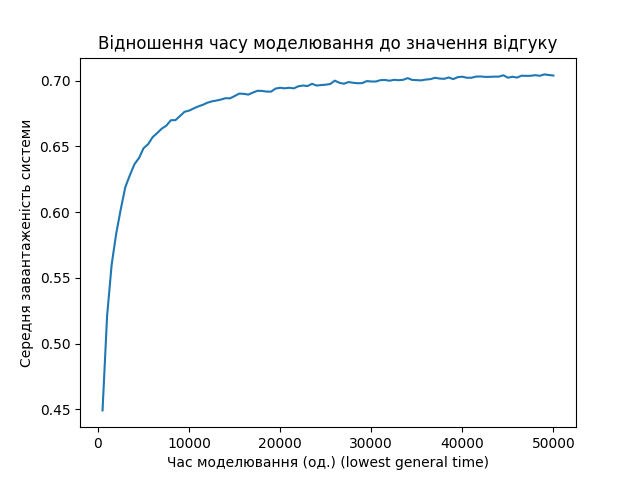 Відношення часу моделювання до значення відгуку
Середня завантаженість системи
0.70
0.65
0.60
0.55
0.50
0.45
0 10000 20000 30000 40000 50000
Час моделювання (од.) (lowest general time)